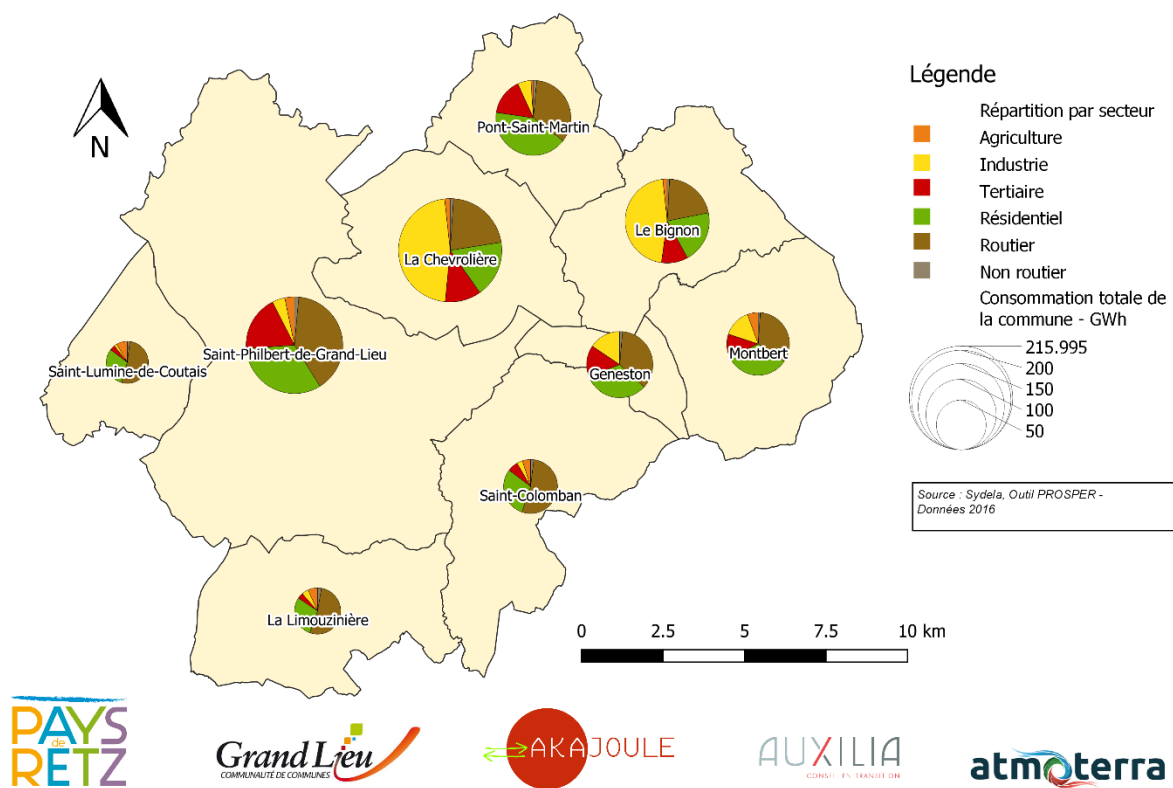 N
Pont-Saint-Martin
Le Bignon
La Chevrolière
Saint-Philbert-de-Grand-Lieu
Saint-Lumine-de-Coutais
Geneston
Montbert
Saint-Colomban
La Limouzinière
Légende
Répartition par secteur
Agriculture
Industrie
Tertiaire
Résidentiel
Routier
Non routier
Consommation totale de
la commune - GWh
215.995
200
150
100
50
Source : Sydela, Outil PROSPER -
Données 2016
0 2.5 5 7.5 10 km
PAYS
de
RETZ
Grand Lieu
COMMUNAUTÉ DE COMMUNES
AKAJOULE
AUXILIA
CONSEIL EN TRANSITION
atmoterra